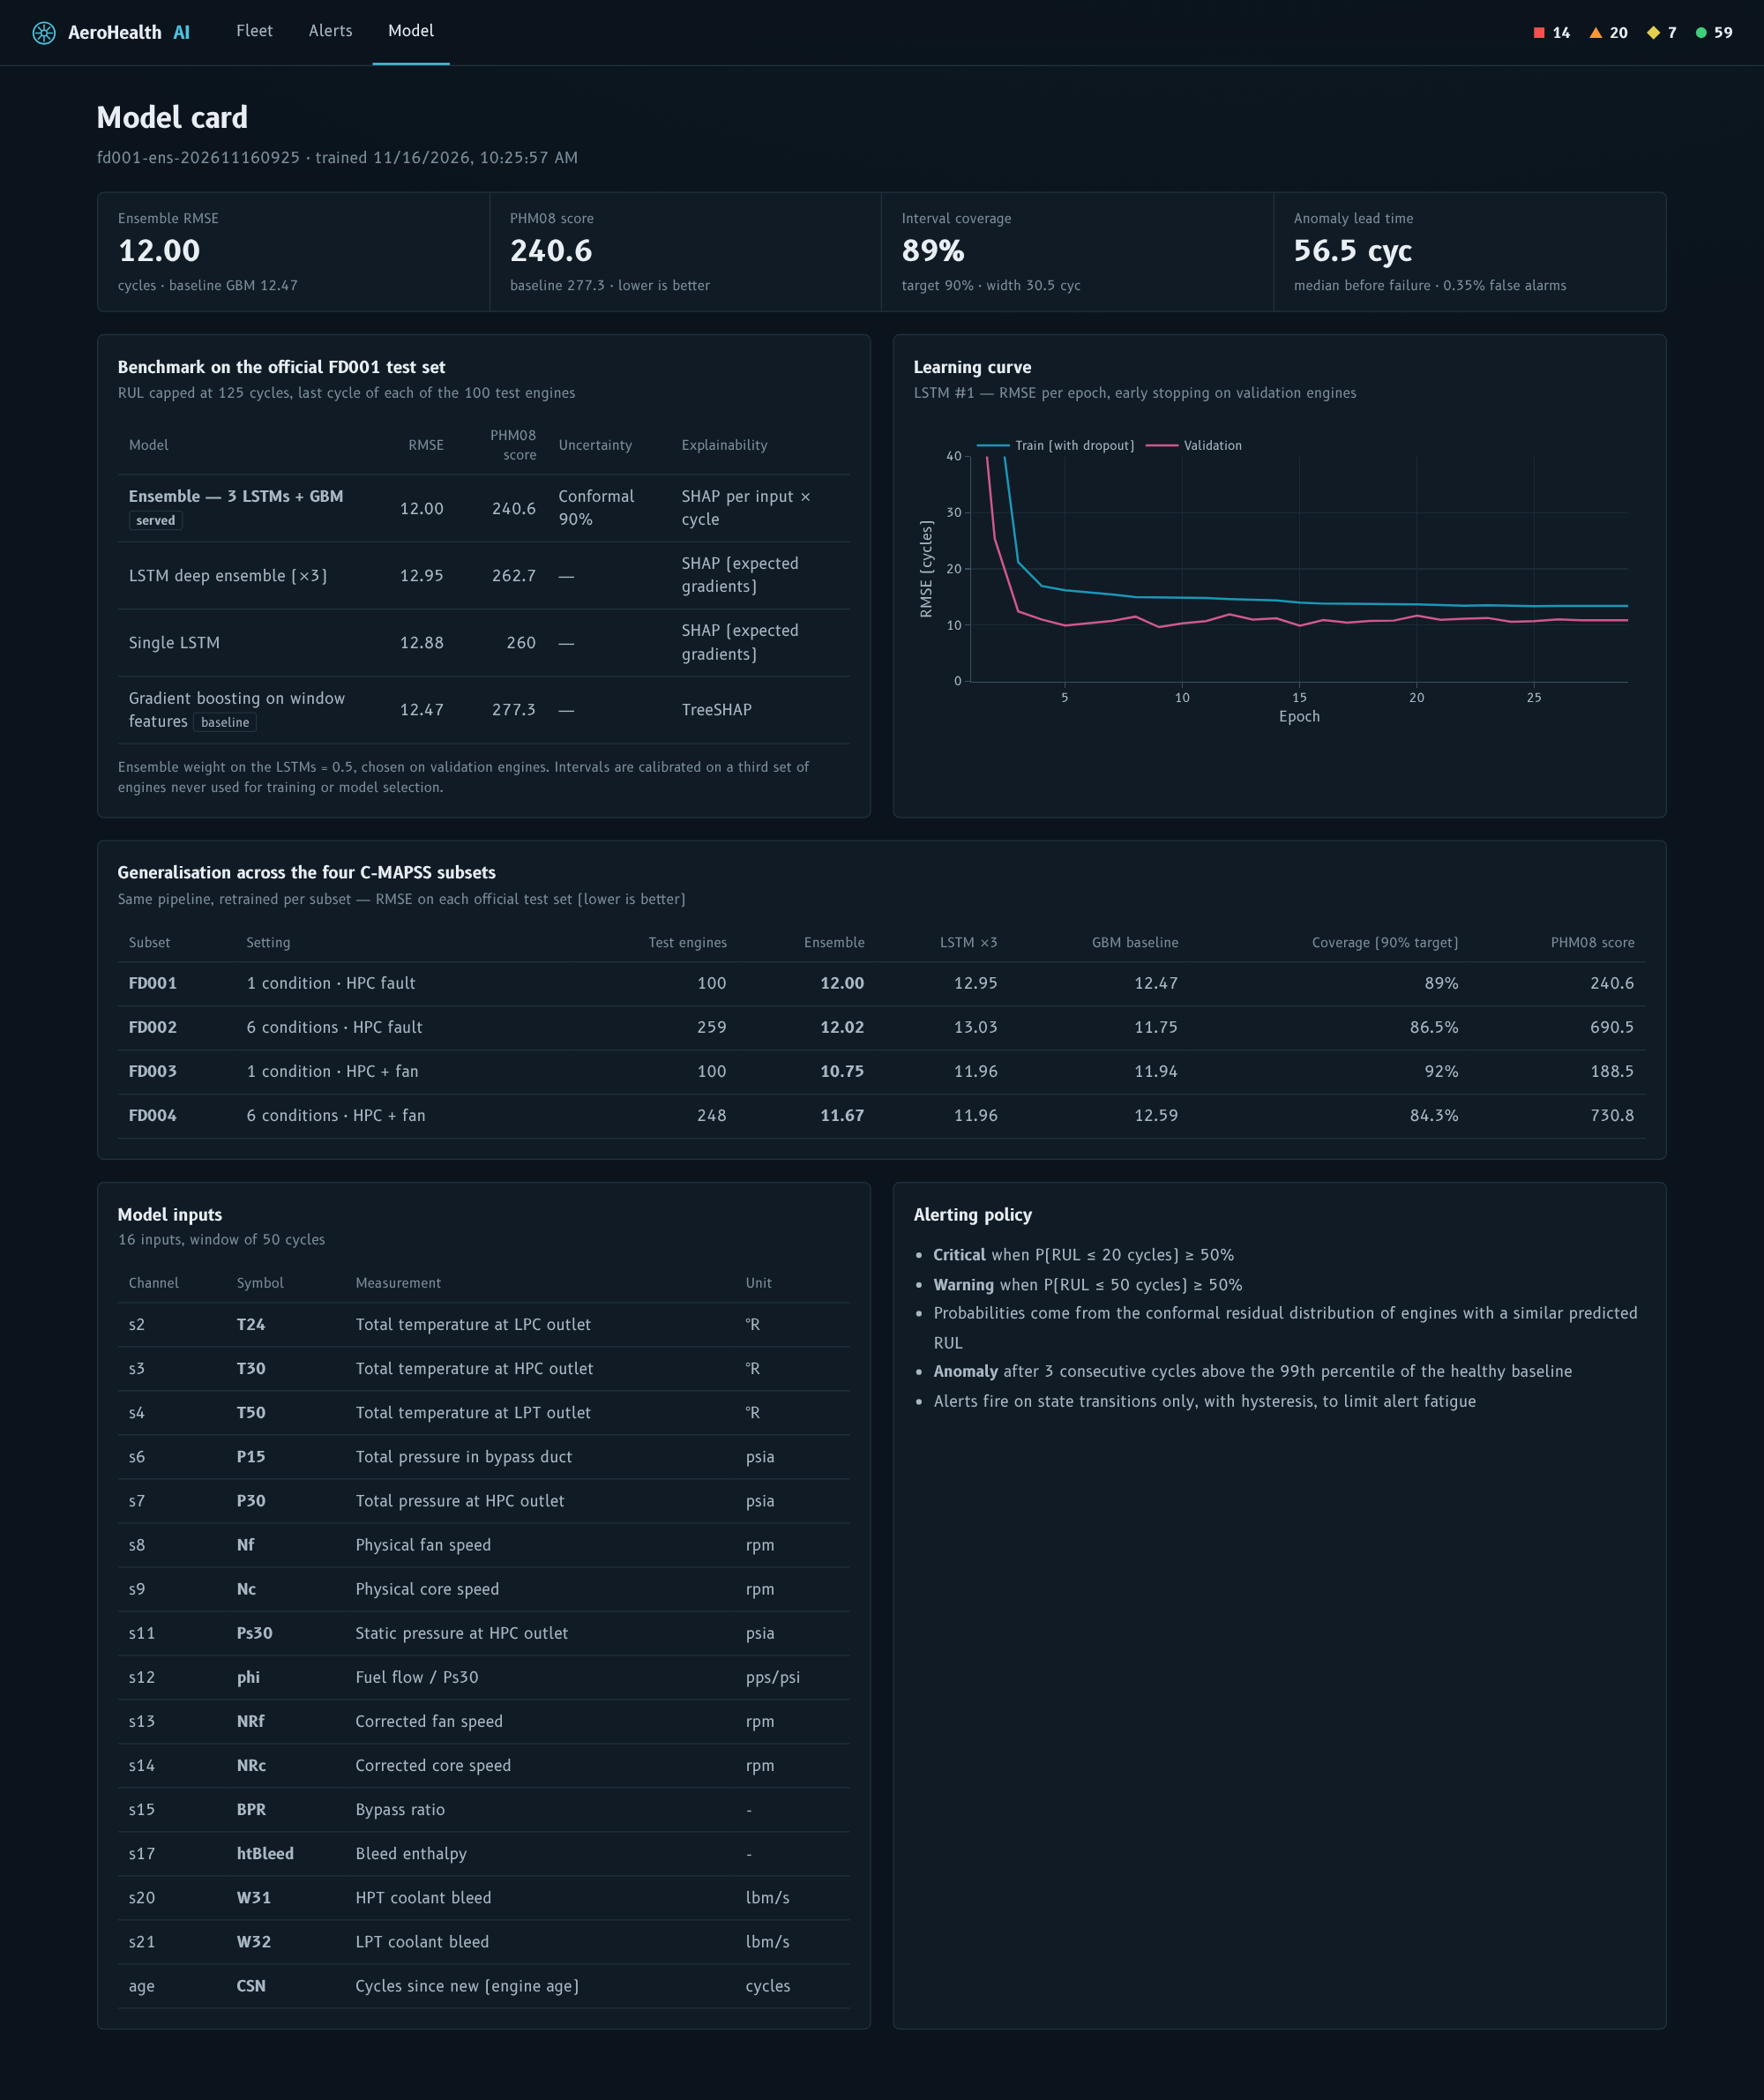 AeroHealth AI Fleet Alerts Model 14 20 7 59
Model card
fd001-ens-202611160925 · trained 11/16/2026, 10:25:57 AM
Ensemble RMSE
12.00
cycles · baseline GBM 12.47
PHM08 score
240.6
baseline 277.3 · lower is better
Interval coverage
89%
target 90% · width 30.5 cyc
Anomaly lead time
56.5 cyc
median before failure · 0.35% false alarms
Benchmark on the official FD001 test set
RUL capped at 125 cycles, last cycle of each of the 100 test engines
Model RMSE PHM08 score Uncertainty Explainability
Ensemble — 3 LSTMs + GBM served 12.00 240.6 Conformal 90% SHAP per input × cycle
LSTM deep ensemble (×3) 12.95 262.7 — SHAP (expected gradients)
Single LSTM 12.88 260 — SHAP (expected gradients)
Gradient boosting on window features baseline 12.47 277.3 — TreeSHAP
Ensemble weight on the LSTMs = 0.5, chosen on validation engines. Intervals are calibrated on a third set of
engines never used for training or model selection.
Learning curve
LSTM #1 — RMSE per epoch, early stopping on validation engines
Train (with dropout) Validation
40
30
20
10
0
RMSE (cycles)
5 10 15 20 25
Epoch
Generalisation across the four C-MAPSS subsets
Same pipeline, retrained per subset — RMSE on each official test set (lower is better)
Subset Setting Test engines Ensemble LSTM ×3 GBM baseline Coverage (90% target) PHM08 score
FD001 1 condition · HPC fault 100 12.00 12.95 12.47 89% 240.6
FD002 6 conditions · HPC fault 259 12.02 13.03 11.75 86.5% 690.5
FD003 1 condition · HPC + fan 100 10.75 11.96 11.94 92% 188.5
FD004 6 conditions · HPC + fan 248 11.67 11.96 12.59 84.3% 730.8
Model inputs
16 inputs, window of 50 cycles
Channel Symbol Measurement Unit
s2 T24 Total temperature at LPC outlet °R
s3 T30 Total temperature at HPC outlet °R
s4 T50 Total temperature at LPT outlet °R
s6 P15 Total pressure in bypass duct psia
s7 P30 Total pressure at HPC outlet psia
s8 Nf Physical fan speed rpm
s9 Nc Physical core speed rpm
s11 Ps30 Static pressure at HPC outlet psia
s12 phi Fuel flow / Ps30 pps/psi
s13 NRf Corrected fan speed rpm
s14 NRc Corrected core speed rpm
s15 BPR Bypass ratio -
s17 htBleed Bleed enthalpy -
s20 W31 HPT coolant bleed lbm/s
s21 W32 LPT coolant bleed lbm/s
age CSN Cycles since new (engine age) cycles
Alerting policy
• Critical when P(RUL ≤ 20 cycles) ≥ 50%
• Warning when P(RUL ≤ 50 cycles) ≥ 50%
• Probabilities come from the conformal residual distribution of engines with a similar predicted
RUL
• Anomaly after 3 consecutive cycles above the 99th percentile of the healthy baseline
• Alerts fire on state transitions only, with hysteresis, to limit alert fatigue